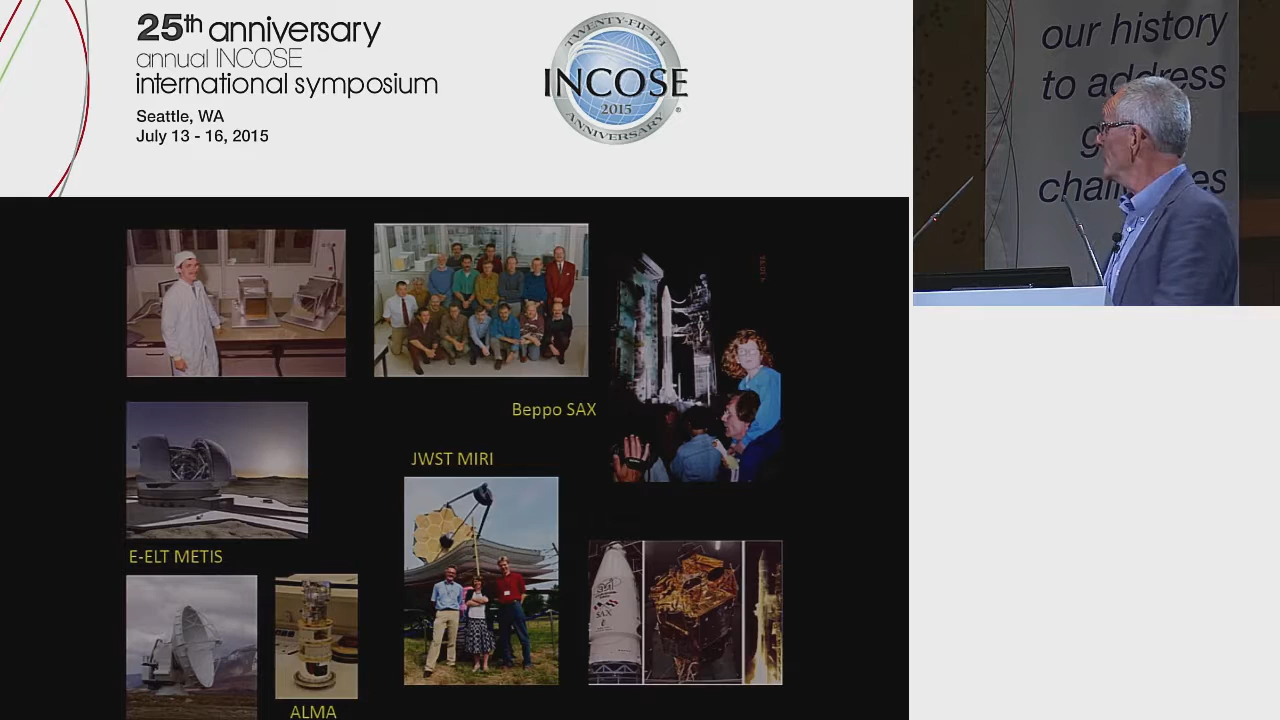 25th anniversary
annual INCOSE
international symposium
Seattle, WA
July 13 - 16, 2015
TWENTY-FIFTH
INCOSE
2015
ANNIVERSARY
our history
to address
Beppo SAX
JWST MIRI
E-ELT METIS
SAX
ALMA